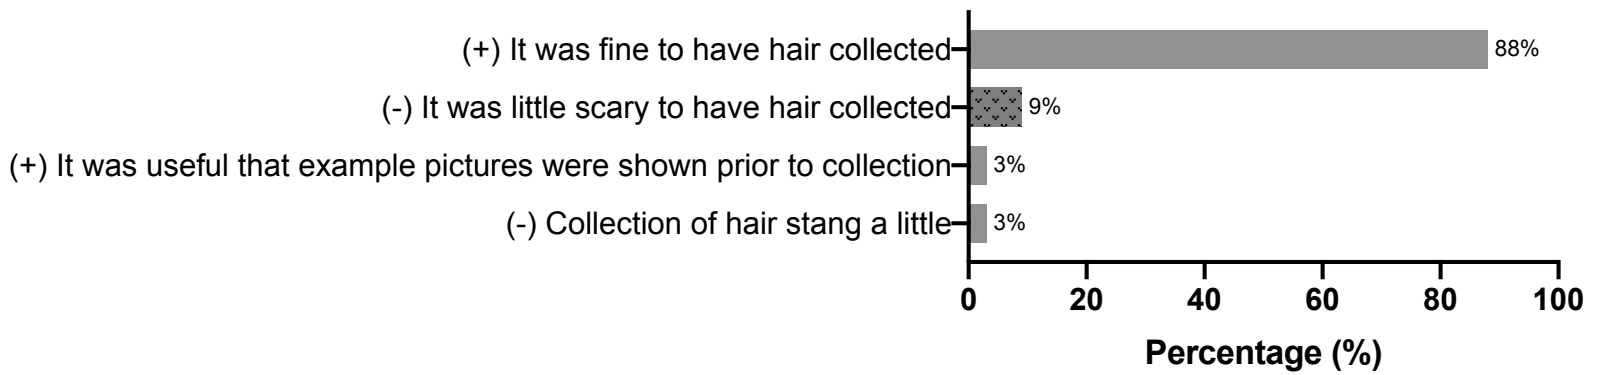 (+) It was fine to have hair collected 88%
(-) It was little scary to have hair collected 9%
(+) It was useful that example pictures were shown prior to collection 3%
(-) Collection of hair stang a little 3%
0 20 40 60 80 100
Percentage (%)